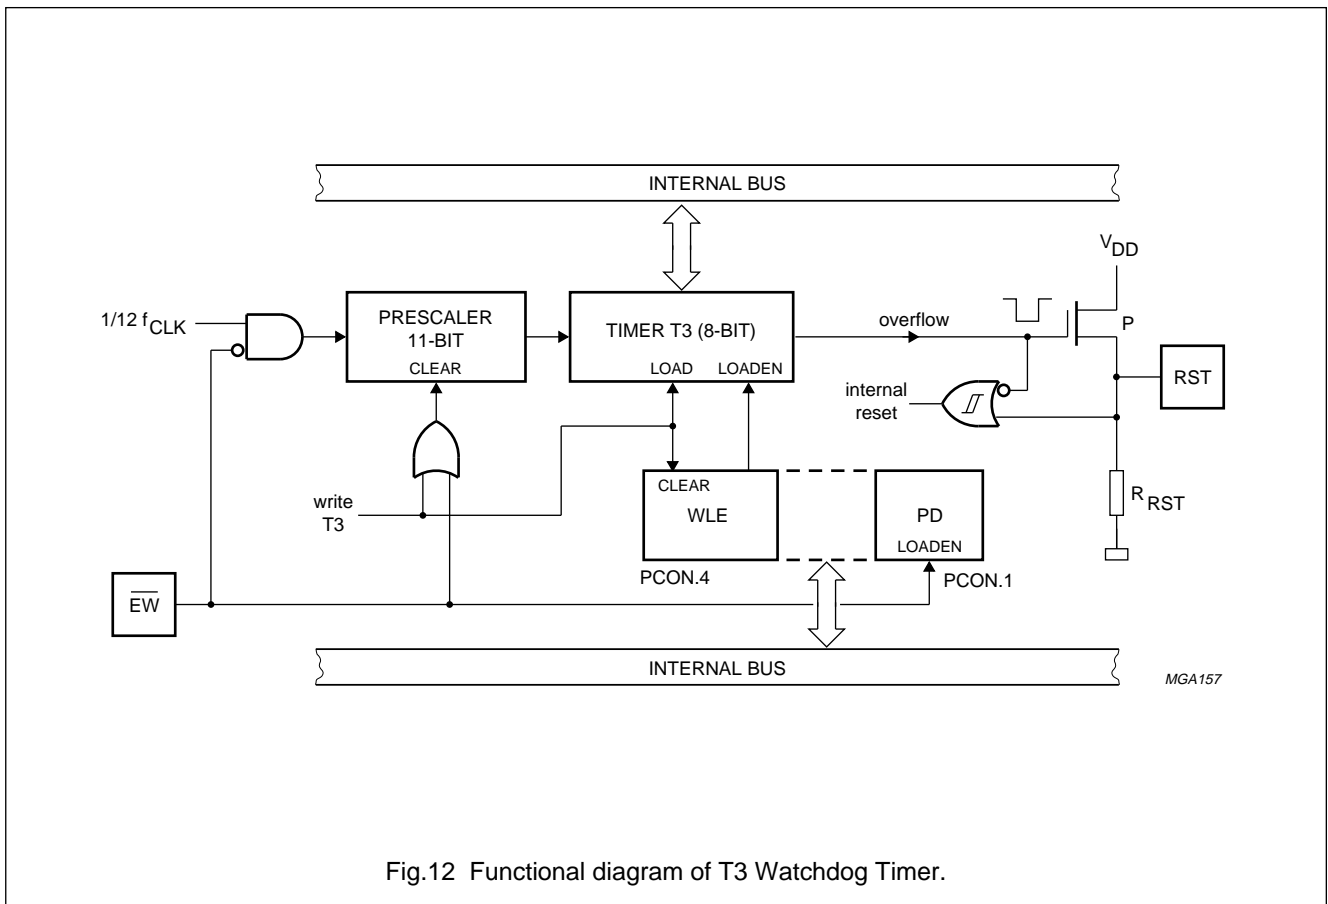 INTERNAL BUS
V DD
1/12 f CLK
PRESCALER
11-BIT
CLEAR
TIMER T3 (8-BIT)
LOAD LOADEN
overflow
P
RST
internal
reset
write
T3
CLEAR
WLE
PD
LOADEN
R RST
PCON.4
PCON.1
EW
INTERNAL BUS
MGA157
Fig.12 Functional diagram of T3 Watchdog Timer.